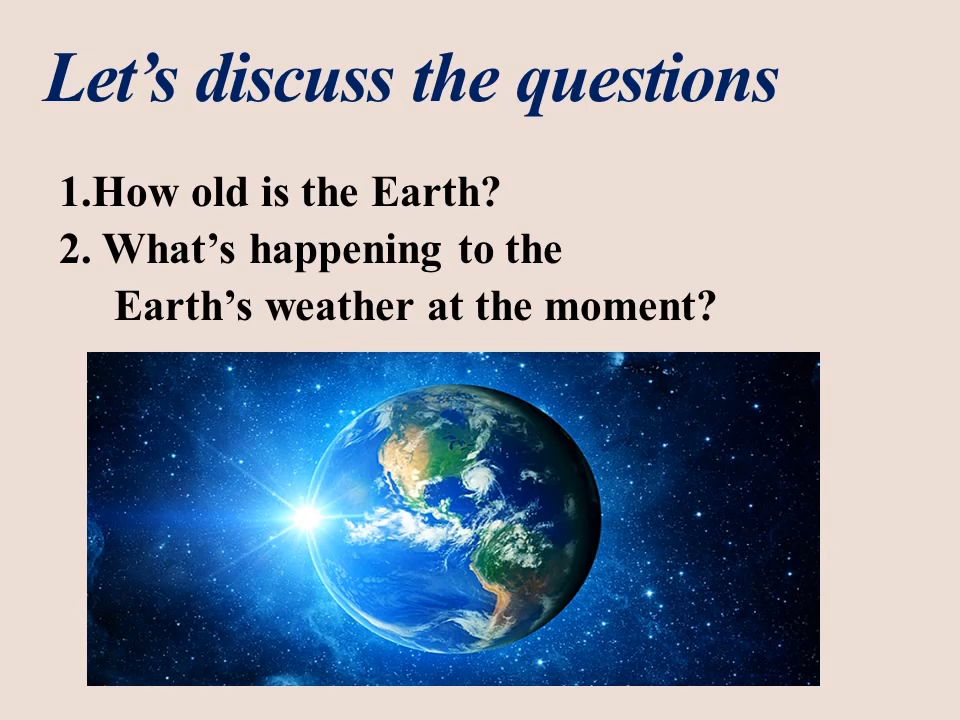 Let’s discuss the questions
1.How old is the Earth?
2. What’s happening to the
Earth’s weather at the moment?